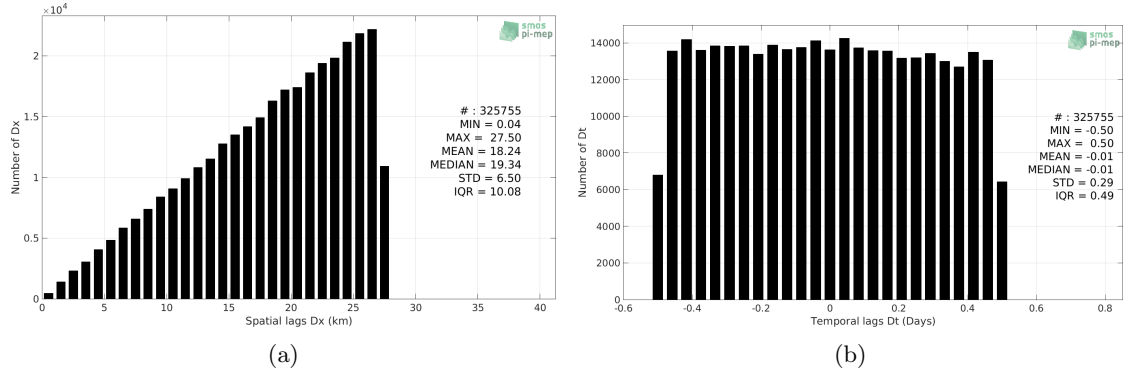 ×10⁴
2
1.5
1
0.5
0
Number of Dx
0 5 10 15 20 25 30 35 40
Spatial lags Dx (km)
smos
pi-mep
# : 325755
MIN = 0.04
MAX = 27.50
MEAN = 18.24
MEDIAN = 19.34
STD = 6.50
IQR = 10.08
(a)
14000
12000
10000
8000
6000
4000
2000
0
Number of Dt
-0.6 -0.4 -0.2 0 0.2 0.4 0.6 0.8
Temporal lags Dt (Days)
smos
pi-mep
# : 325755
MIN = -0.50
MAX = 0.50
MEAN = -0.01
MEDIAN = -0.01
STD = 0.29
IQR = 0.49
(b)